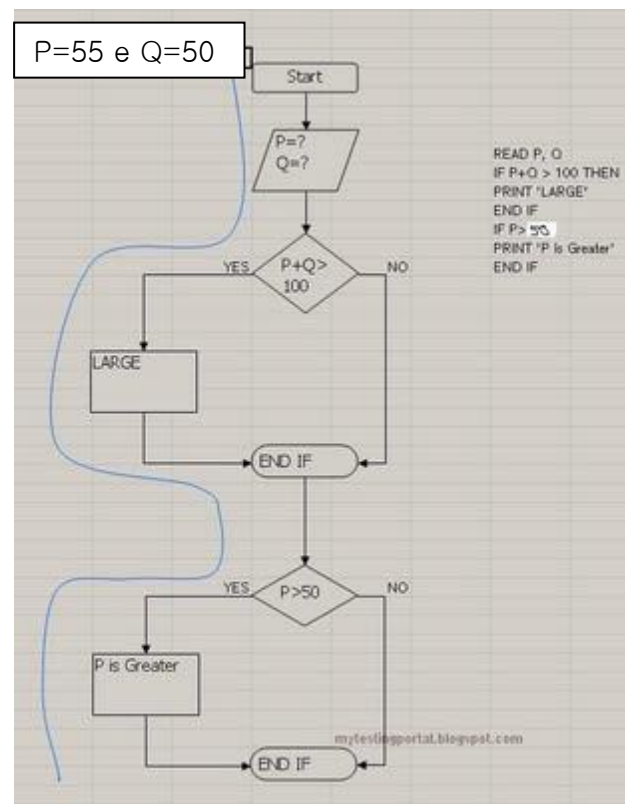 P=55 e Q=50
Start
P=?
Q=?
READ P, Q
IF P+Q > 100 THEN
PRINT "LARGE"
END IF
IF P> 50
PRINT "P is Greater"
END IF
YES
P+Q>
100
NO
LARGE
END IF
YES
P>50
NO
P is Greater
mytestingportal.blogspot.com
END IF